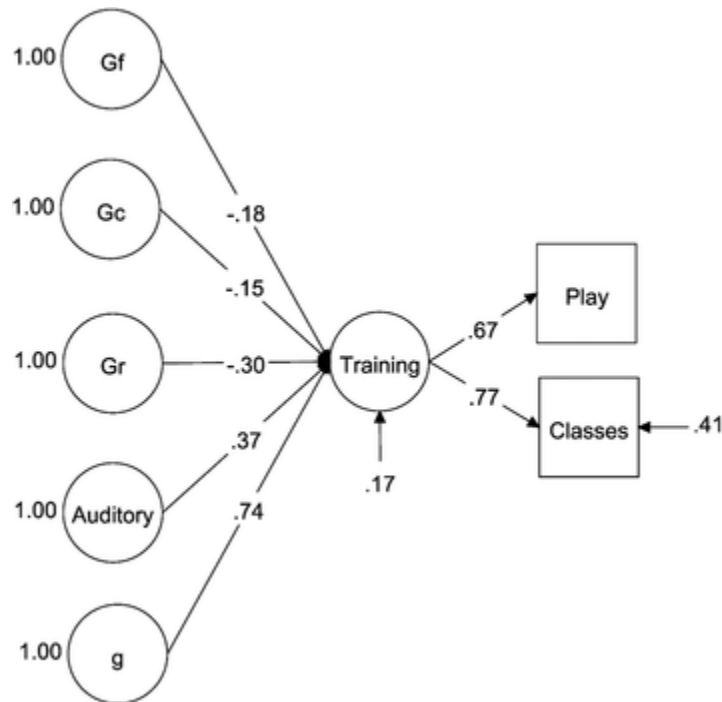 1.00 Gf
-.18
1.00 Gc
-.15
Play
.67
1.00 Gr
-.30
Training
.77
Classes
.41
.37
.17
1.00 Auditory
.74
1.00 g